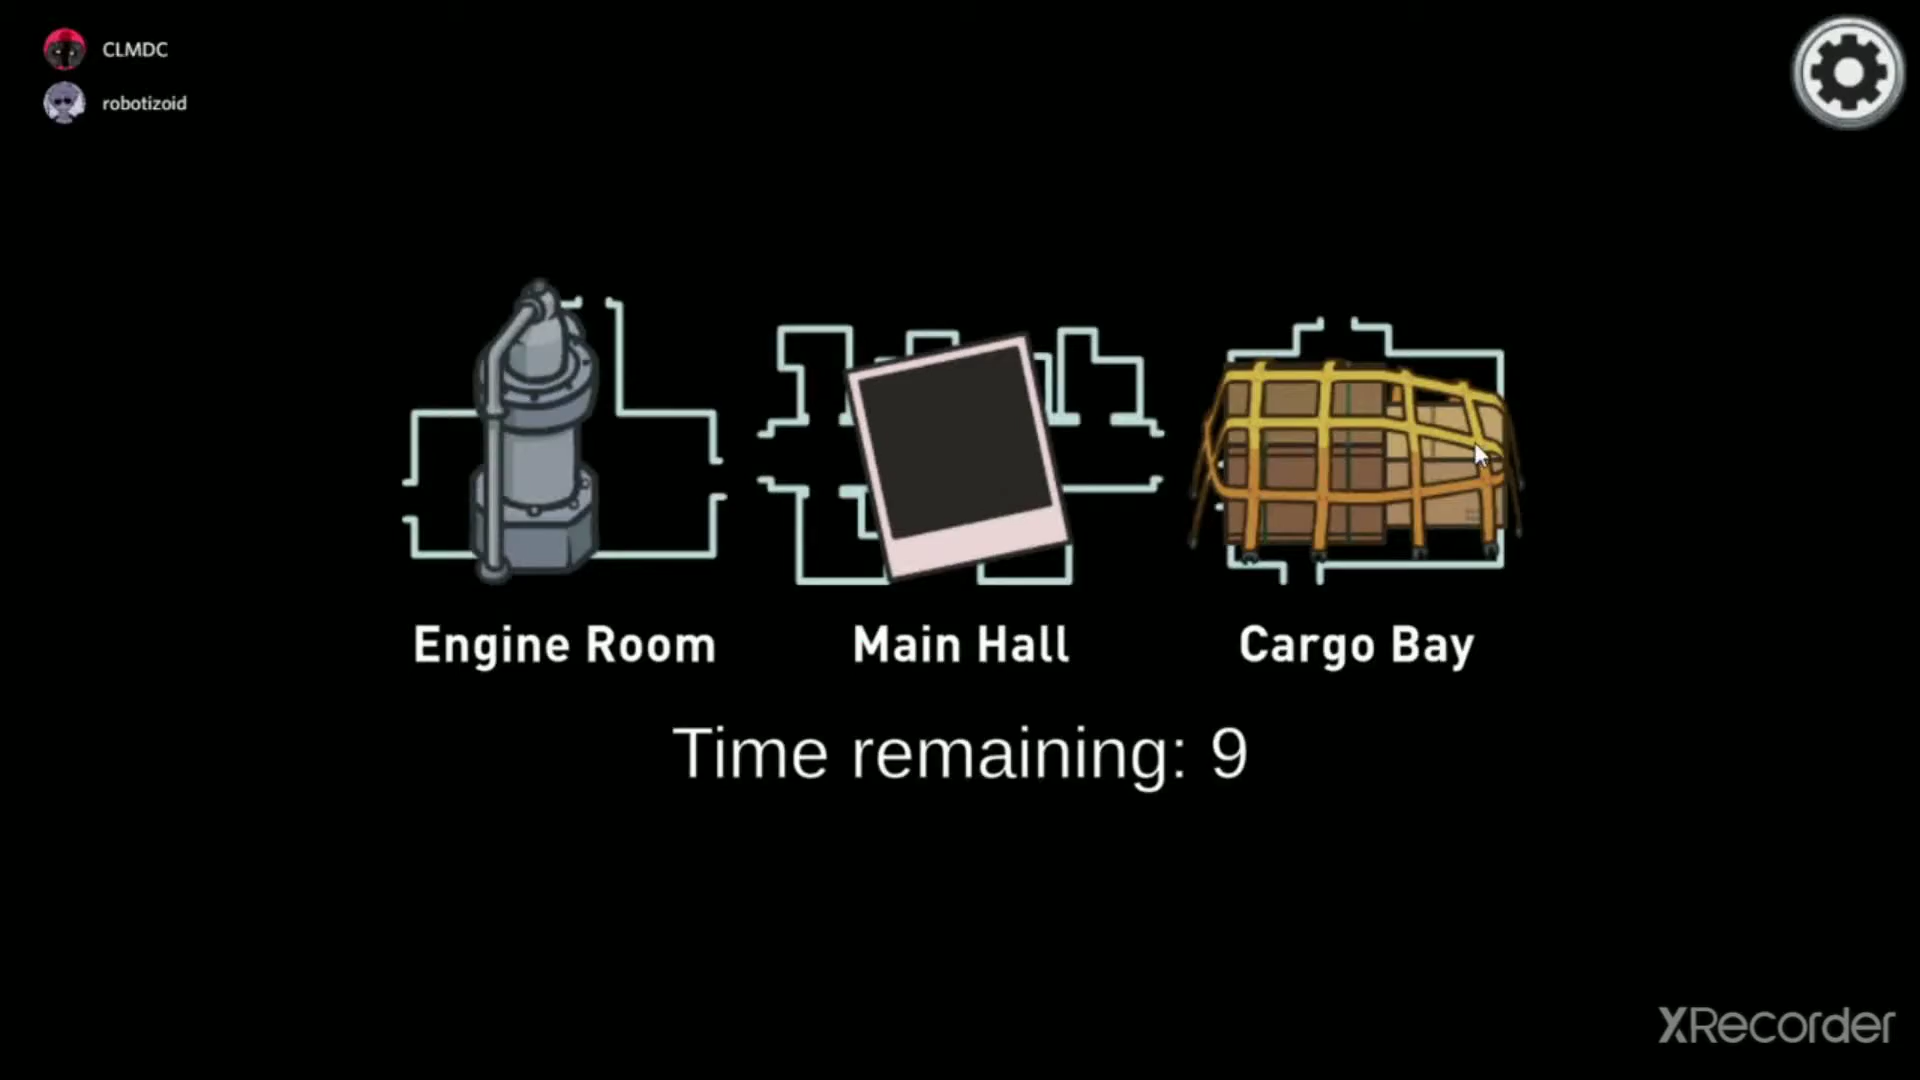 CLMDC
robotizoid
Engine Room
Main Hall
Cargo Bay
Time remaining: 9
XRecorder